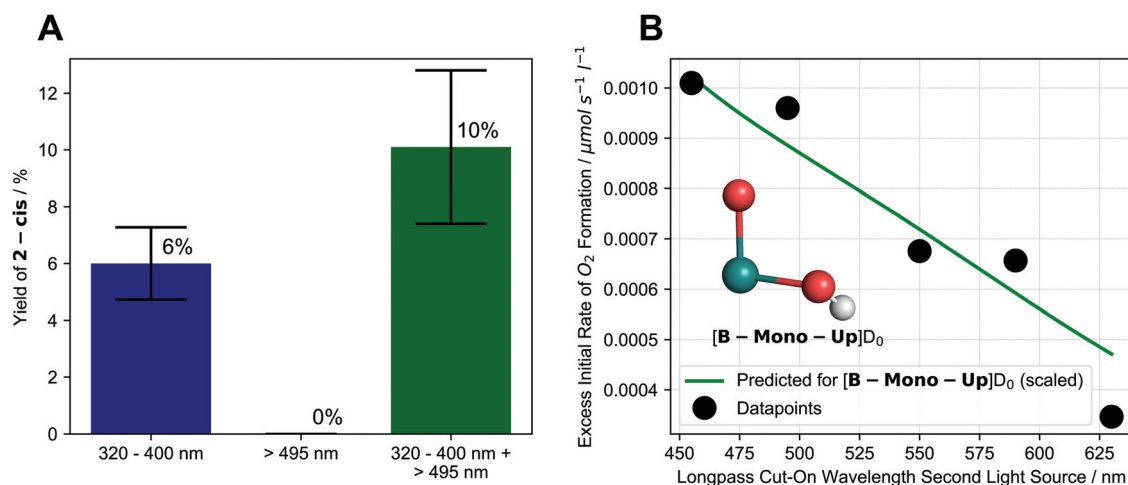 A
Yield of 2 – cis / %
12
10
8
6
4
2
0
6%
0%
10%
320 - 400 nm
> 495 nm
320 - 400 nm +
> 495 nm
B
Excess Initial Rate of O₂ Formation / μmol s⁻¹ l⁻¹
0.0010
0.0009
0.0008
0.0007
0.0006
0.0005
0.0004
[B – Mono – Up]D₀
Predicted for [B – Mono – Up]D₀ (scaled)
Datapoints
450 475 500 525 550 575 600 625
Longpass Cut-On Wavelength Second Light Source / nm